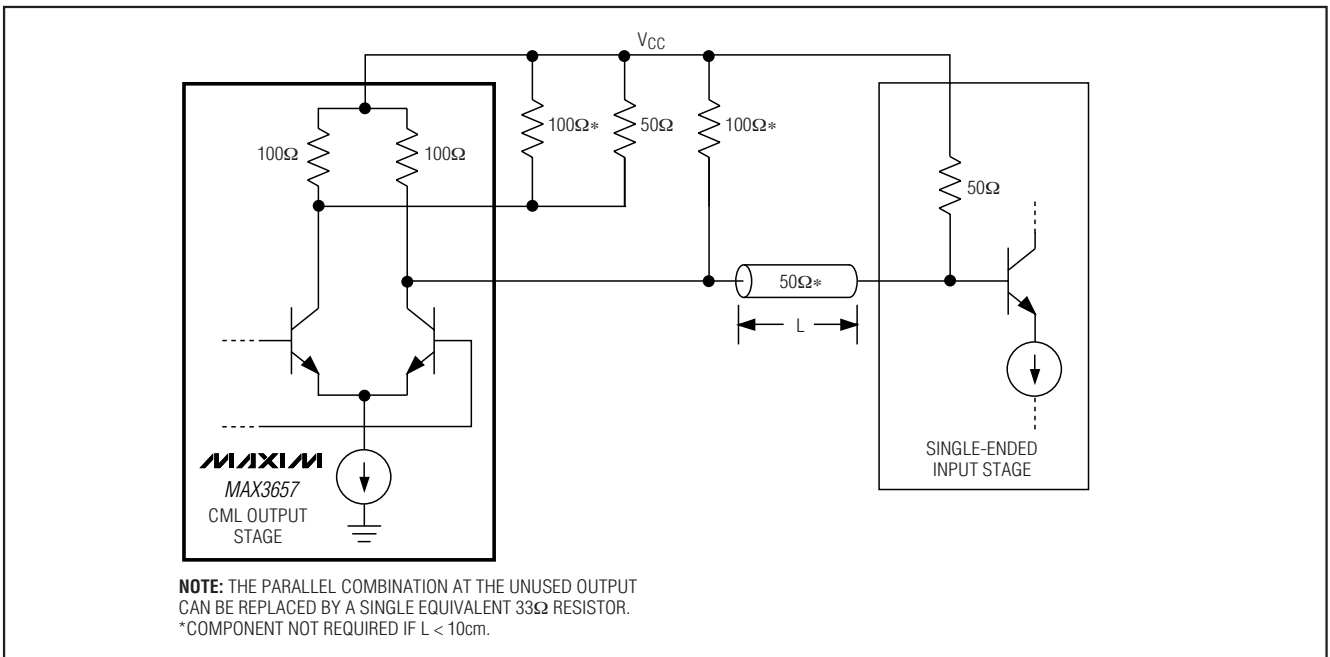 VCC
100Ω
100Ω
100Ω*
50Ω
100Ω*
50Ω
50Ω*
L
MAXIM
MAX3657
CML OUTPUT
STAGE
SINGLE-ENDED
INPUT STAGE
NOTE: THE PARALLEL COMBINATION AT THE UNUSED OUTPUT
CAN BE REPLACED BY A SINGLE EQUIVALENT 33Ω RESISTOR.
*COMPONENT NOT REQUIRED IF L < 10cm.